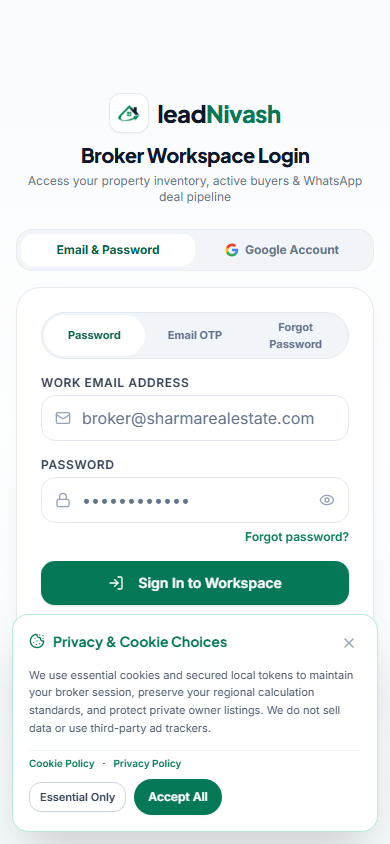 leadNivash
Broker Workspace Login
Access your property inventory, active buyers & WhatsApp
deal pipeline
Email & Password
Google Account
Password
Email OTP
Forgot
Password
WORK EMAIL ADDRESS
broker@sharmarealestate.com
PASSWORD
••••••••••••
Forgot password?
Sign In to Workspace
Privacy & Cookie Choices
We use essential cookies and secured local tokens to maintain
your broker session, preserve your regional calculation
standards, and protect private owner listings. We do not sell
data or use third-party ad trackers.
Cookie Policy · Privacy Policy
Essential Only
Accept All